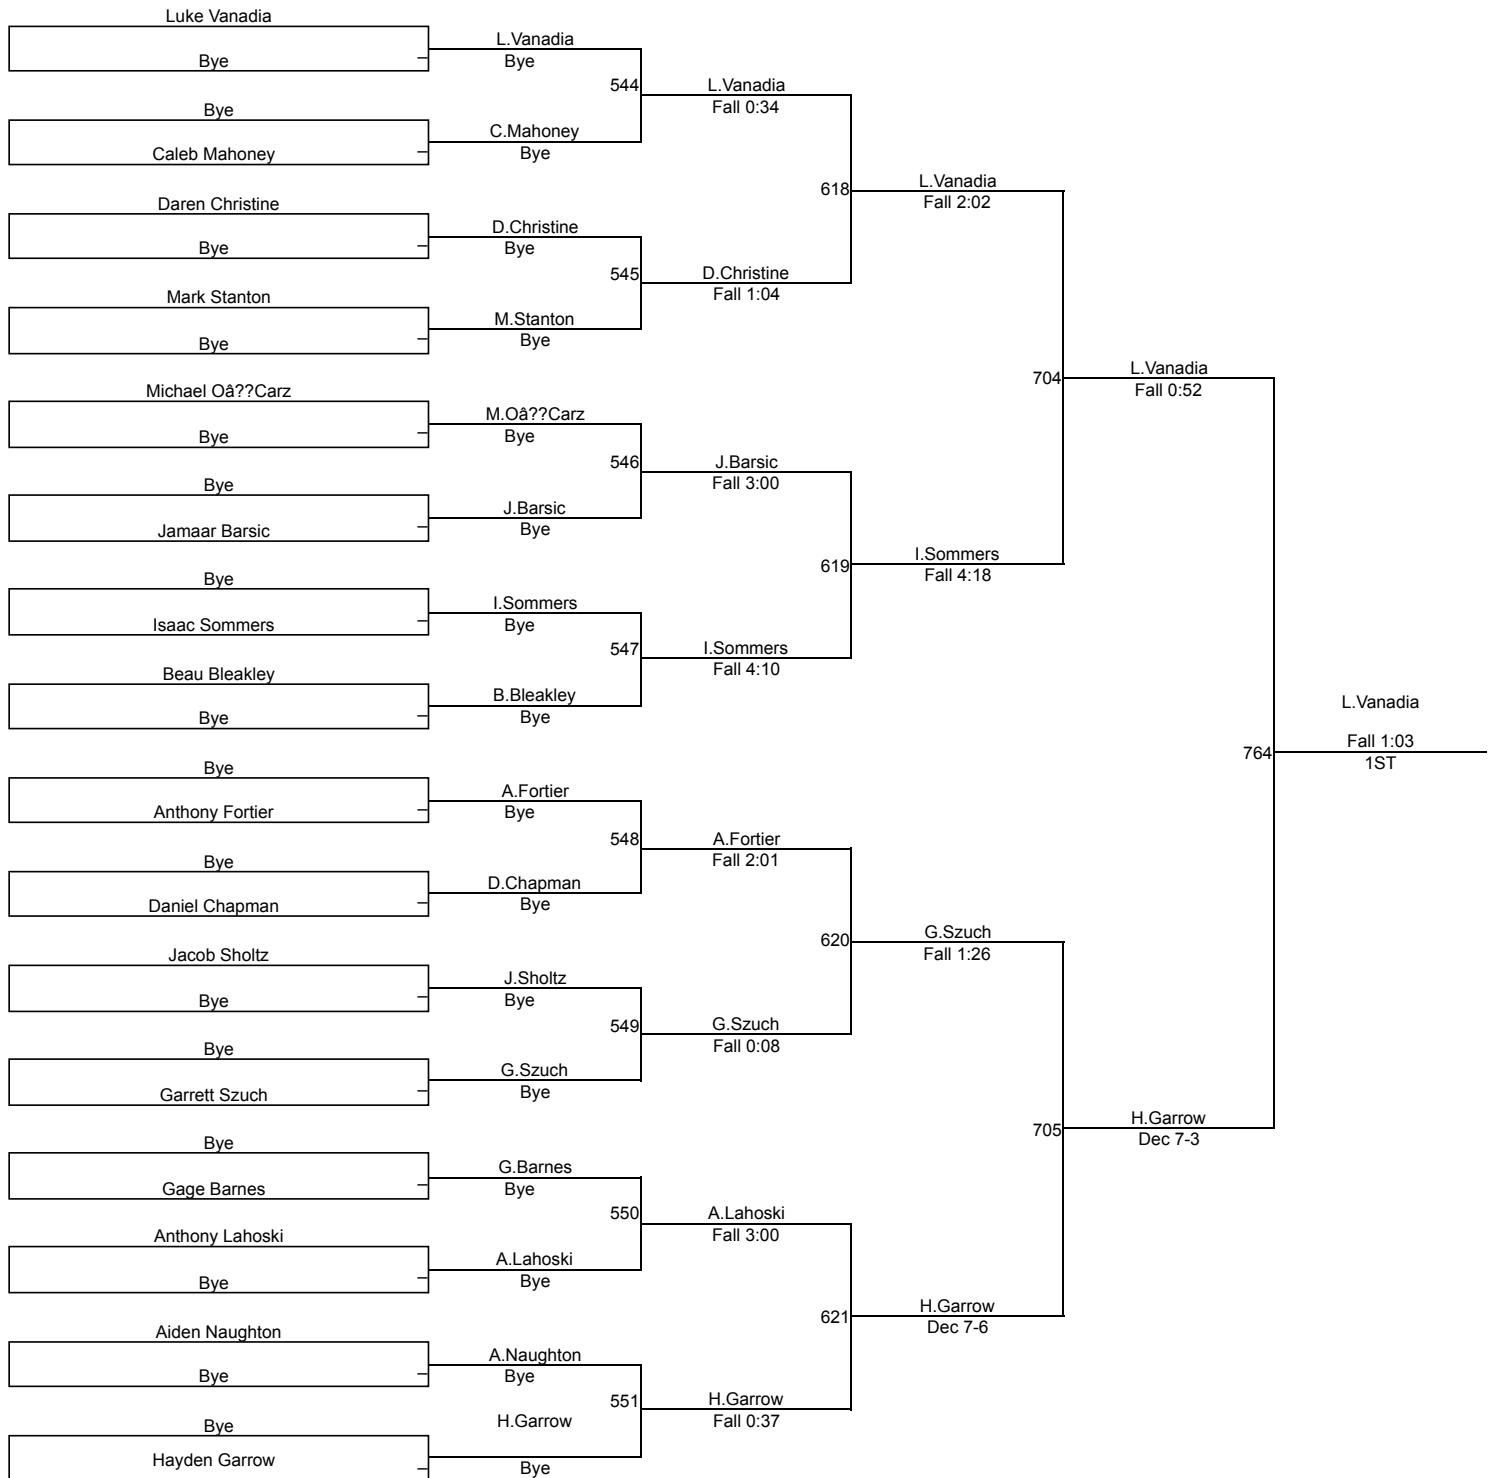 Luke Vanadia
Bye
Bye
Caleb Mahoney
Daren Christine
Bye
Mark Stanton
Bye
Michael Oâ??Carz
Bye
Bye
Jamaar Barsic
Bye
Isaac Sommers
Beau Bleakley
Bye
Bye
Anthony Fortier
Bye
Daniel Chapman
Jacob Sholtz
Bye
Bye
Garrett Szuch
Bye
Gage Barnes
Anthony Lahoski
Bye
Aiden Naughton
Bye
Bye
Hayden Garrow
L.Vanadia
Bye
544
C.Mahoney
Bye
D.Christine
Bye
545
M.Stanton
Bye
M.Oâ??Carz
Bye
546
J.Barsic
Bye
I.Sommers
Bye
547
B.Bleakley
Bye
A.Fortier
Bye
548
D.Chapman
Bye
J.Sholtz
Bye
549
G.Szuch
Bye
G.Barnes
Bye
550
A.Lahoski
Bye
A.Naughton
Bye
551
H.Garrow
Bye
L.Vanadia
Fall 0:34
618
D.Christine
Fall 1:04
J.Barsic
Fall 3:00
619
I.Sommers
Fall 4:10
A.Fortier
Fall 2:01
620
G.Szuch
Fall 0:08
A.Lahoski
Fall 3:00
621
H.Garrow
Fall 0:37
L.Vanadia
Fall 2:02
704
I.Sommers
Fall 4:18
G.Szuch
Fall 1:26
705
H.Garrow
Dec 7-6
L.Vanadia
Fall 0:52
764
H.Garrow
Dec 7-3
L.Vanadia
Fall 1:03
1ST